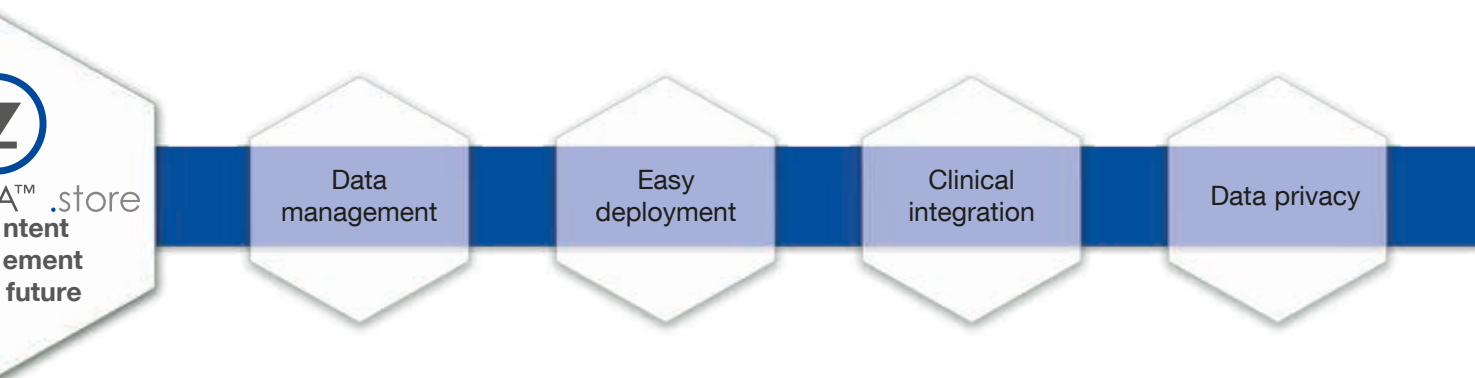 Z
A™ .store
ntent
ement
future
Data
management
Easy
deployment
Clinical
integration
Data privacy